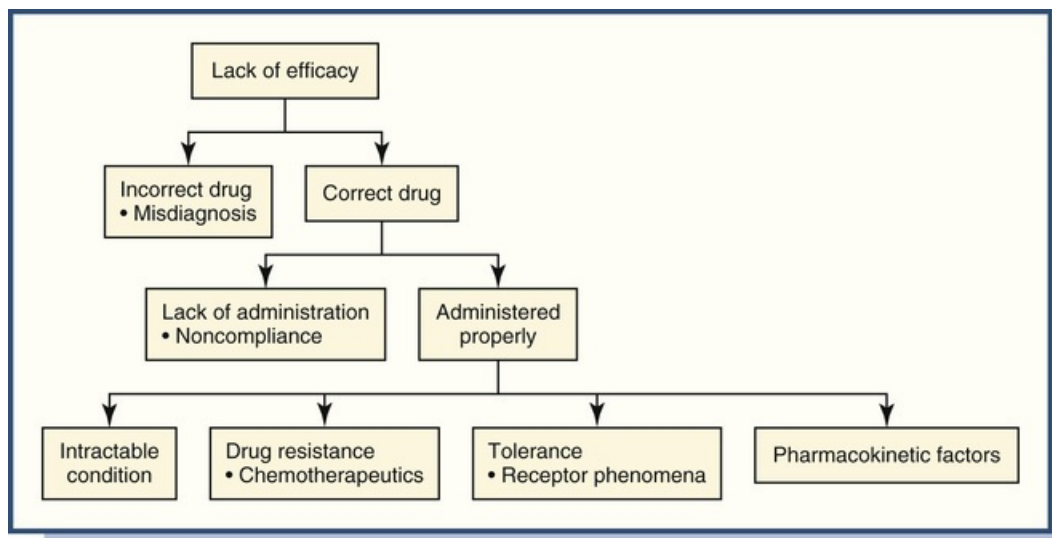 Lack of efficacy
Incorrect drug
• Misdiagnosis
Correct drug
Lack of administration
• Noncompliance
Administered
properly
Intractable
condition
Drug resistance
• Chemotherapeutics
Tolerance
• Receptor phenomena
Pharmacokinetic factors